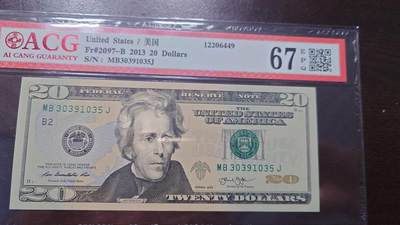 ACG
AI CANG GUARANTY
United States / 美国
Fr#2097-B 2013 20 Dollars
S/N : MB30391035J
12206449
67 EPQ
20
FEDERAL RESERVE NOTE
20
THE UNITED STATES
OF AMERICA
MB 30391035 J
B2
MB 30391035 J
20
TWENTY DOLLARS
20